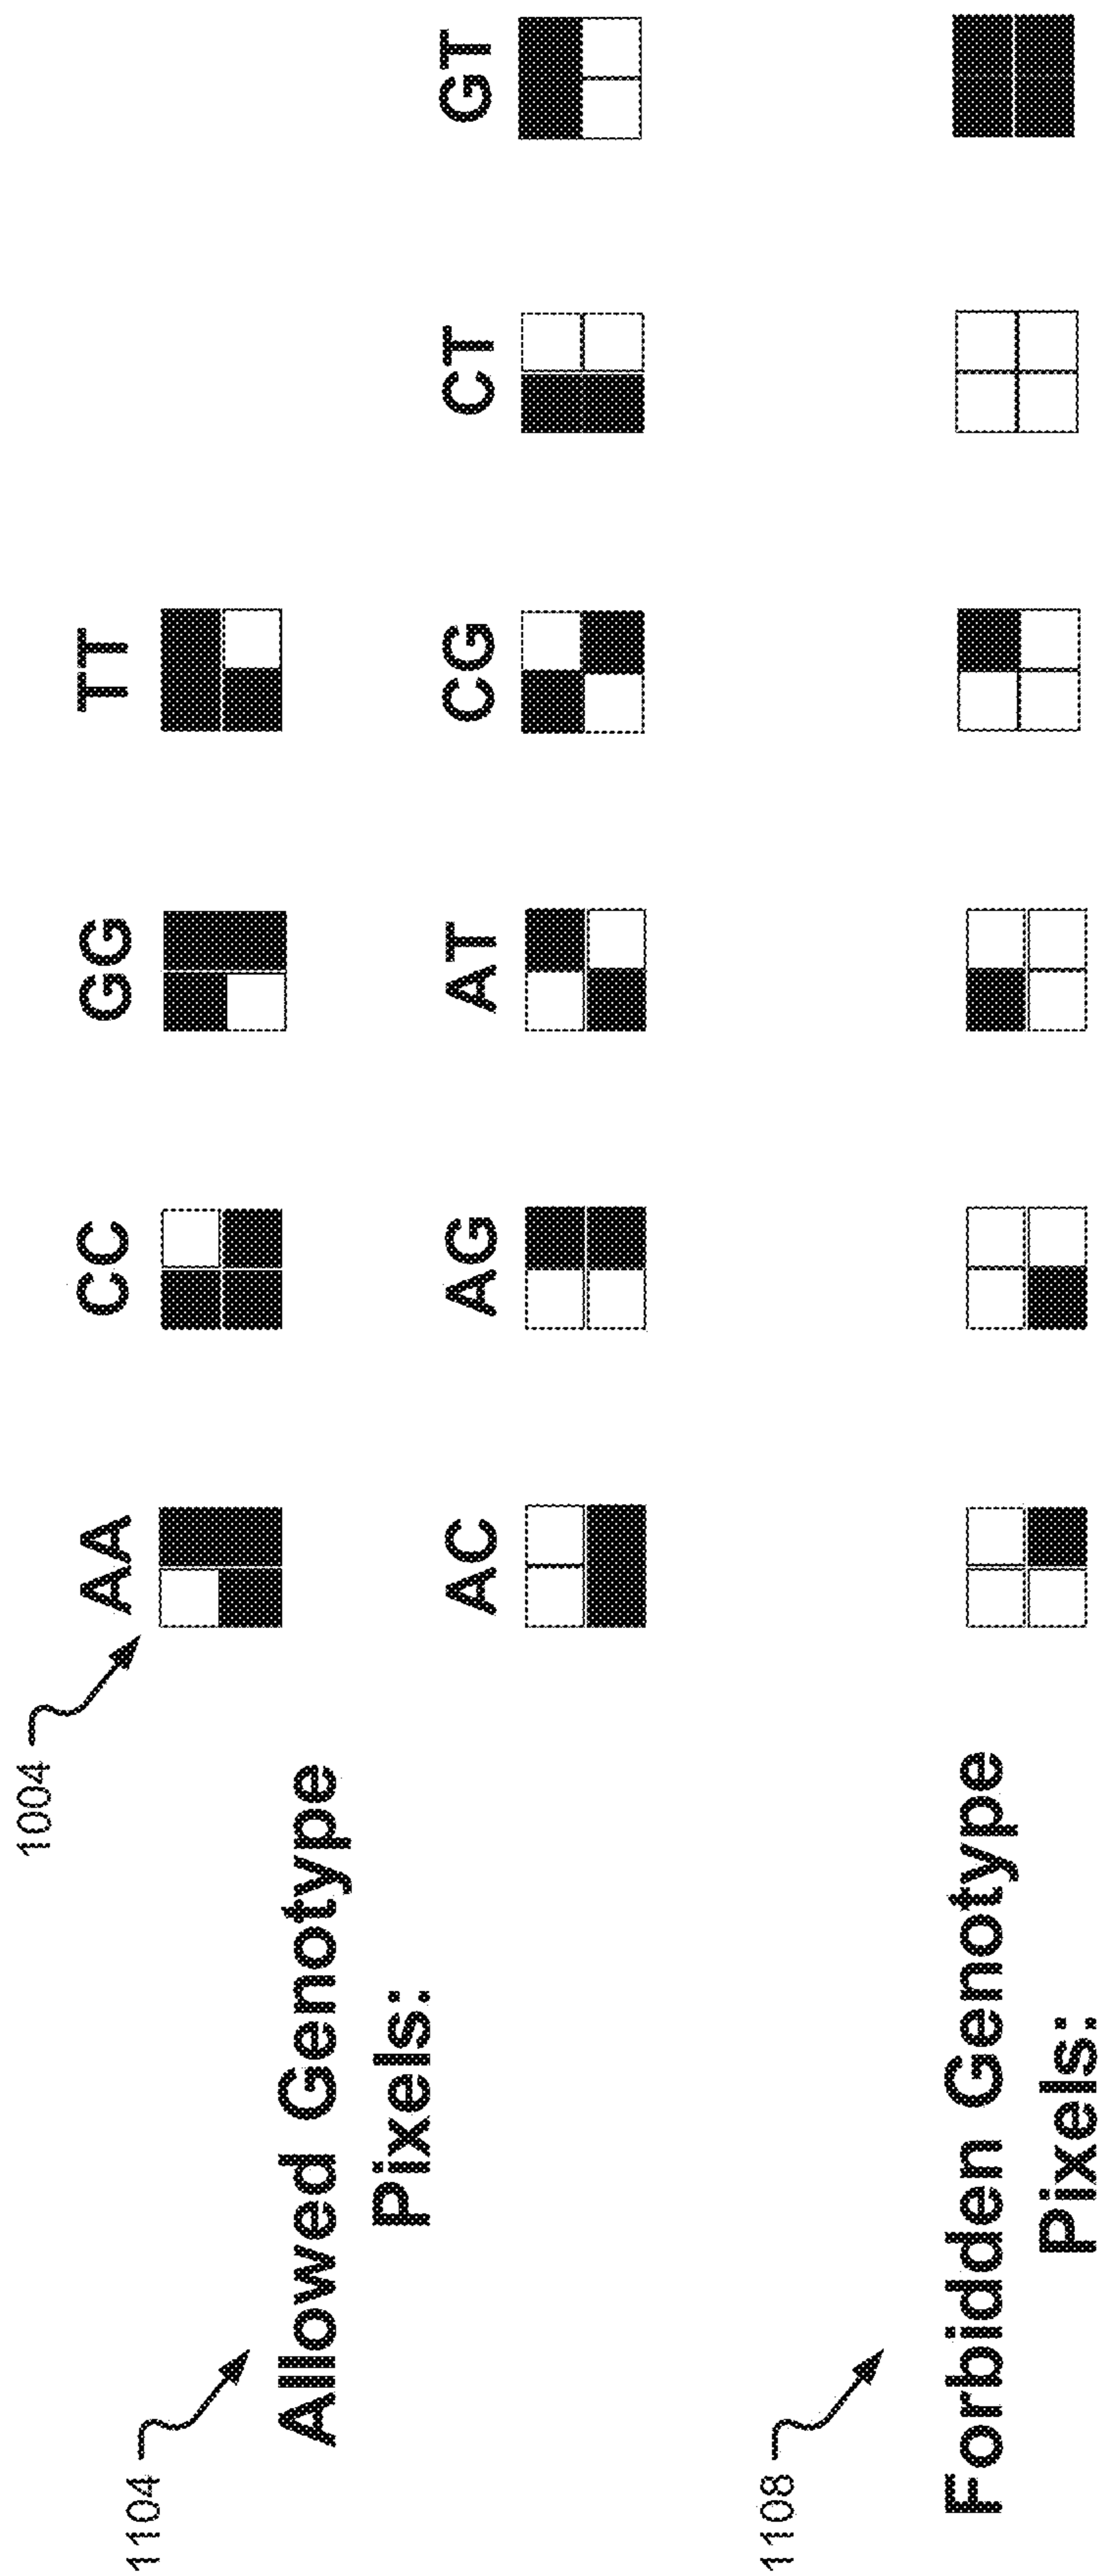 1004
AA CC GG TT
1104
Allowed Genotype
Pixels:
AC AG AT CG CT GT
1108
Forbidden Genotype
Pixels: